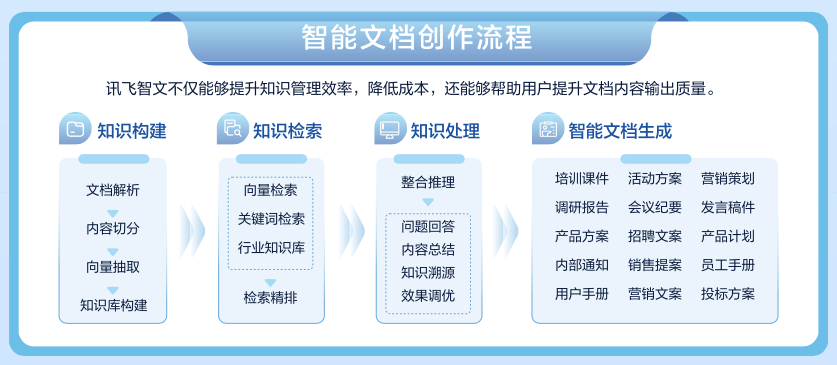 智能文档创作流程
讯飞智文不仅能够提升知识管理效率，降低成本，还能够帮助用户提升文档内容输出质量。
知识构建
文档解析
内容切分
向量抽取
知识库构建
知识检索
向量检索
关键词检索
行业知识库
检索精排
知识处理
整合推理
问题回答
内容总结
知识溯源
效果调优
智能文档生成
培训课件 活动方案 营销策划
调研报告 会议纪要 发言稿件
产品方案 招聘文案 产品计划
内部通知 销售提案 员工手册
用户手册 营销文案 投标方案